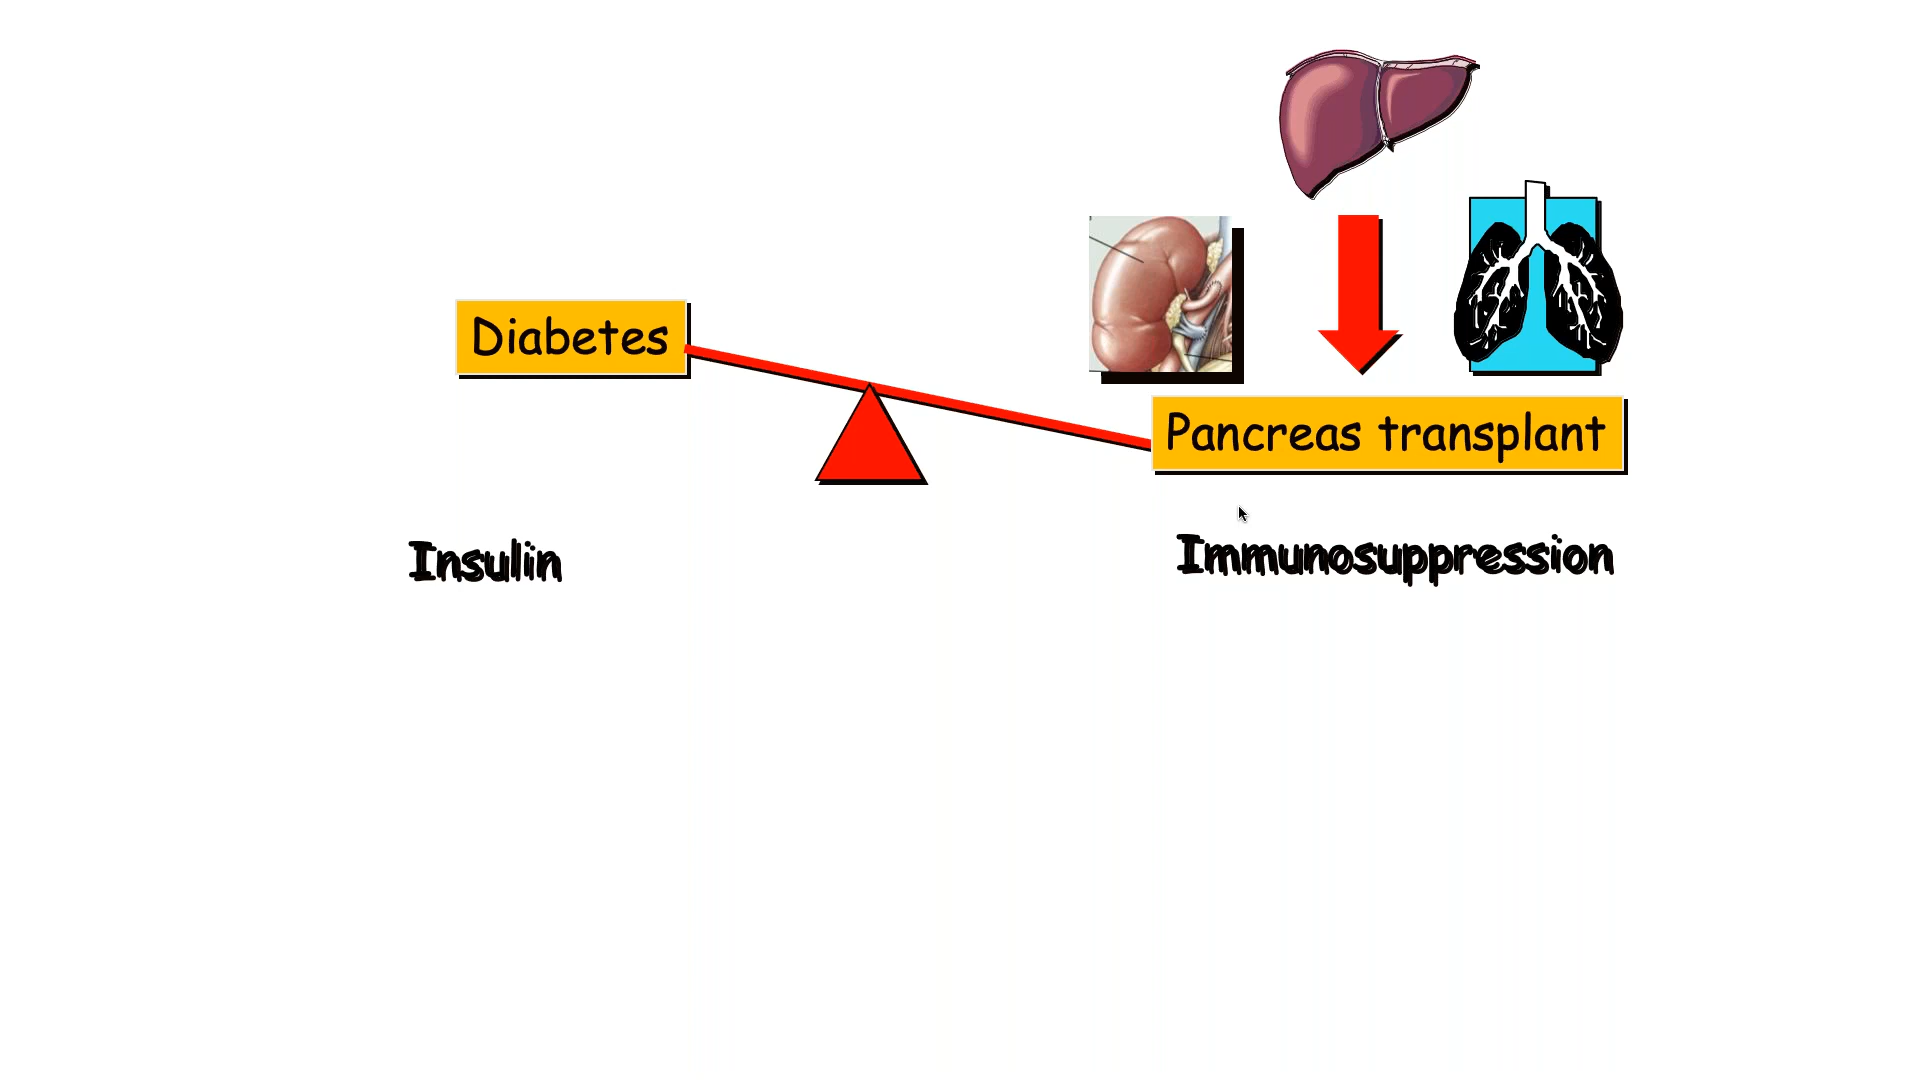 Diabetes
Pancreas transplant
Insulin
Immunosuppression